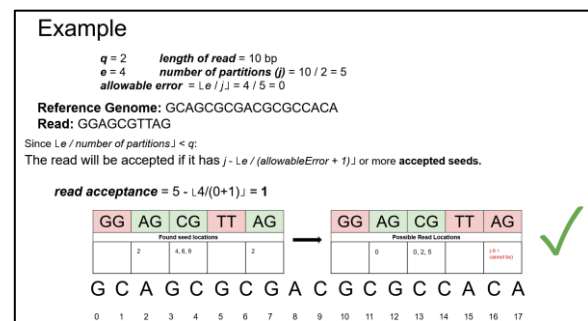 Example
q = 2 length of read = 10 bp
e = 4 number of partitions (j) = 10 / 2 = 5
allowable error = ⌊e / j⌋ = 4 / 5 = 0
Reference Genome: GCAGCGCGACGCGCCACA
Read: GGAGCGTTAG
Since ⌊e / number of partitions⌋ < q:
The read will be accepted if it has j - ⌊e / (allowableError + 1)⌋ or more accepted seeds.
read acceptance = 5 - ⌊4/(0+1)⌋ = 1
GG AG CG TT AG GG AG CG TT AG
Found seed locations Possible Read Locations
2 4, 6, 9 2 0 0, 2, 5
G C A G C G C G A C G C G C C A C A
0 1 2 3 4 5 6 7 8 9 10 11 12 13 14 15 16 17